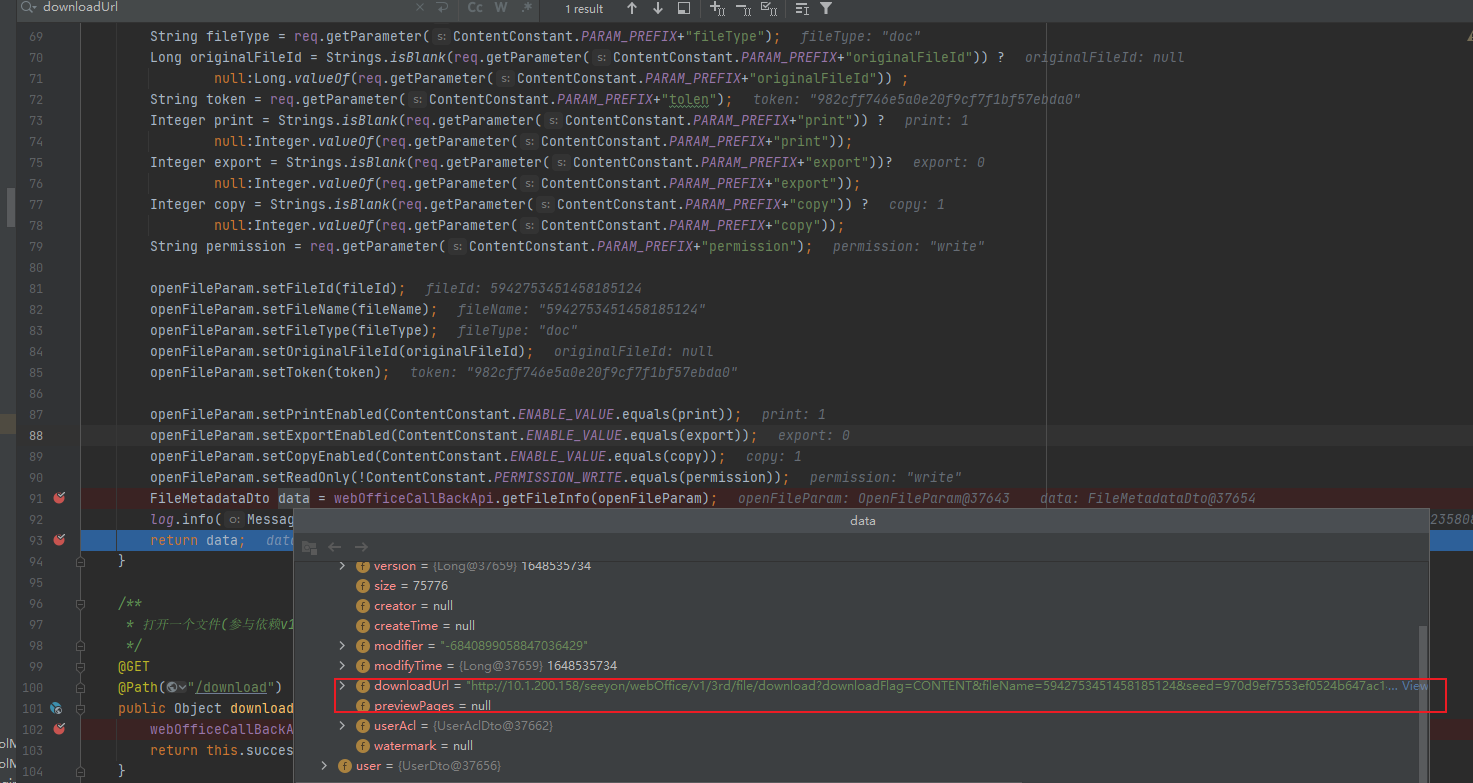 downloadUrl
Cc W .* 1 result
69 String fileType = req.getParameter( s: ContentConstant.PARAM_PREFIX+"fileType"); fileType: "doc"
70 Long originalFileId = Strings.isBlank(req.getParameter( s: ContentConstant.PARAM_PREFIX+"originalFileId")) ? originalFileId: null
71 null:Long.valueOf(req.getParameter( s: ContentConstant.PARAM_PREFIX+"originalFileId")) ;
72 String token = req.getParameter( s: ContentConstant.PARAM_PREFIX+"tolen"); token: "982cff746e5a0e20f9cf7f1bf57ebda0"
73 Integer print = Strings.isBlank(req.getParameter( s: ContentConstant.PARAM_PREFIX+"print")) ? print: 1
74 null:Integer.valueOf(req.getParameter( s: ContentConstant.PARAM_PREFIX+"print"));
75 Integer export = Strings.isBlank(req.getParameter( s: ContentConstant.PARAM_PREFIX+"export"))? export: 0
76 null:Integer.valueOf(req.getParameter( s: ContentConstant.PARAM_PREFIX+"export"));
77 Integer copy = Strings.isBlank(req.getParameter( s: ContentConstant.PARAM_PREFIX+"copy")) ? copy: 1
78 null:Integer.valueOf(req.getParameter( s: ContentConstant.PARAM_PREFIX+"copy"));
79 String permission = req.getParameter( s: ContentConstant.PARAM_PREFIX+"permission"); permission: "write"
80
81 openFileParam.setFileId(fileId); fileId: 5942753451458185124
82 openFileParam.setFileName(fileName); fileName: "5942753451458185124"
83 openFileParam.setFileType(fileType); fileType: "doc"
84 openFileParam.setOriginalFileId(originalFileId); originalFileId: null
85 openFileParam.setToken(token); token: "982cff746e5a0e20f9cf7f1bf57ebda0"
86
87 openFileParam.setPrintEnabled(ContentConstant.ENABLE_VALUE.equals(print)); print: 1
88 openFileParam.setExportEnabled(ContentConstant.ENABLE_VALUE.equals(export)); export: 0
89 openFileParam.setCopyEnabled(ContentConstant.ENABLE_VALUE.equals(copy)); copy: 1
90 openFileParam.setReadOnly(!ContentConstant.PERMISSION_WRITE.equals(permission)); permission: "write"
91 FileMetadataDto data = webOfficeCallBackApi.getFileInfo(openFileParam); openFileParam: OpenFileParam@37643 data: FileMetadataDto@37654
92 log.info( o: Messag 235808
93 return data; data
94 }
95
96 /**
97 * 打开一个文件(参与依赖v1
98 */
99 @GET
100 @Path( "/download")
101 public Object download
102 webOfficeCallBackA
103 return this.succes
104 }
data
version = {Long@37659} 1648535734
size = 75776
creator = null
createTime = null
modifier = "-6840899058847036429"
modifyTime = {Long@37659} 1648535734
downloadUrl = "http://10.1.200.158/seeyon/webOffice/v1/3rd/file/download?downloadFlag=CONTENT&fileName=5942753451458185124&seed=970d9ef7553ef0524b647ac1... View
previewPages = null
userAcl = {UserAclDto@37662}
watermark = null
user = {UserDto@37656}